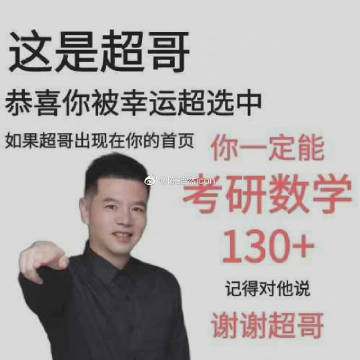 这是超哥
恭喜你被幸运超选中
如果超哥出现在你的首页
你一定能
考研数学
130+
记得对他说
谢谢超哥